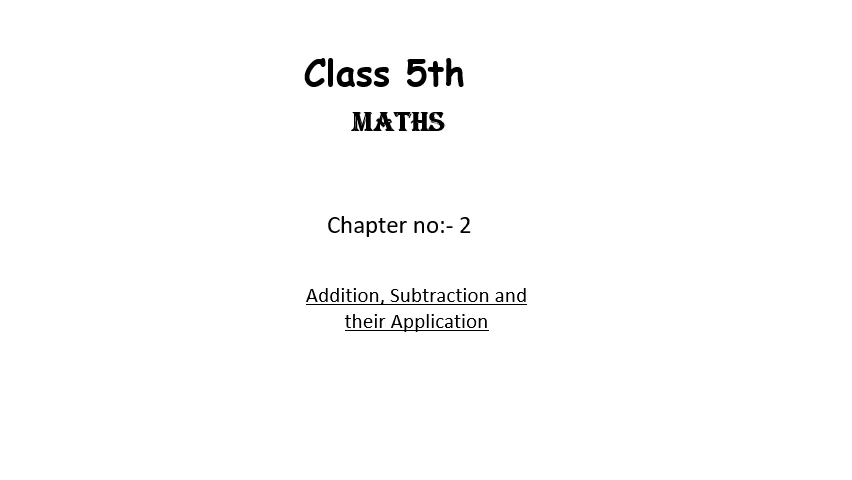 Class 5th
MATHS
Chapter no:- 2
Addition, Subtraction and
their Application